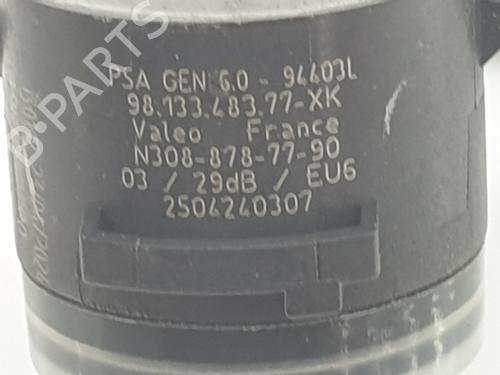 PSA GEN 6.0 - 94403L
98.133.483.77-XK
Valeo France
N308-878-77-90
03 / 29dB / EU6
2504240307
B-Parts